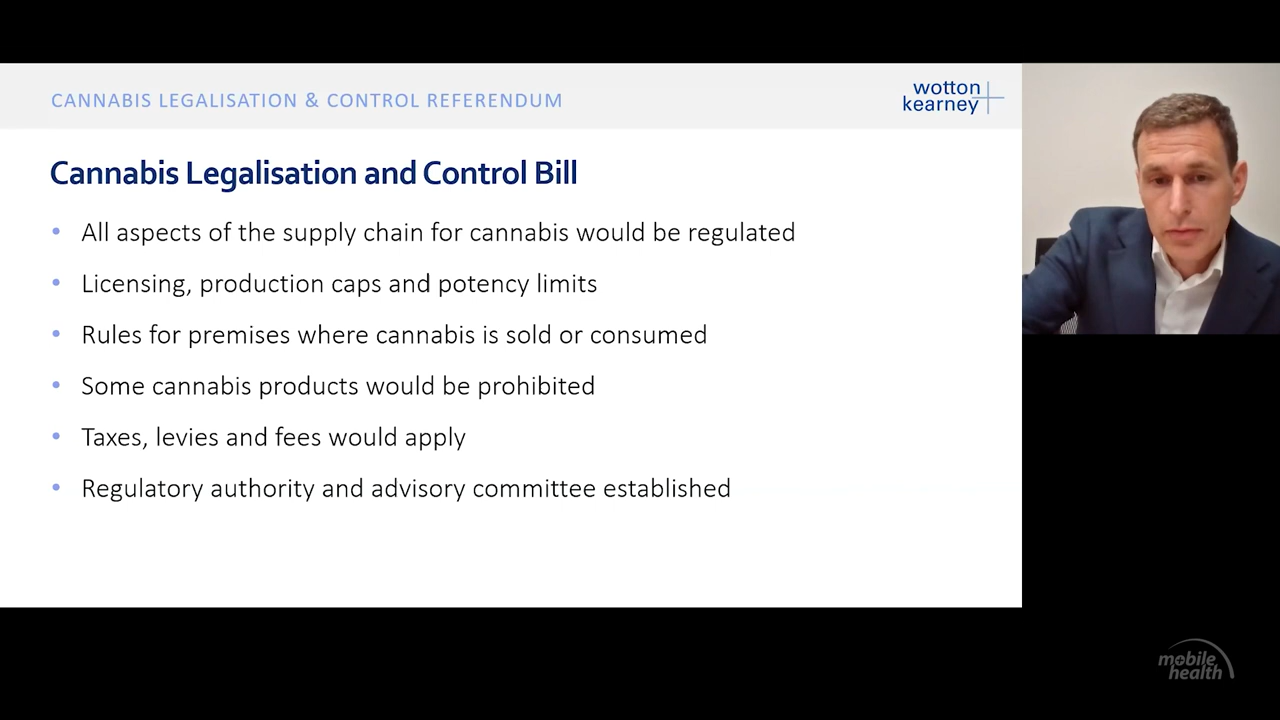 CANNABIS LEGALISATION & CONTROL REFERENDUM
wotton
kearney
Cannabis Legalisation and Control Bill
• All aspects of the supply chain for cannabis would be regulated
• Licensing, production caps and potency limits
• Rules for premises where cannabis is sold or consumed
• Some cannabis products would be prohibited
• Taxes, levies and fees would apply
• Regulatory authority and advisory committee established
mobile
health